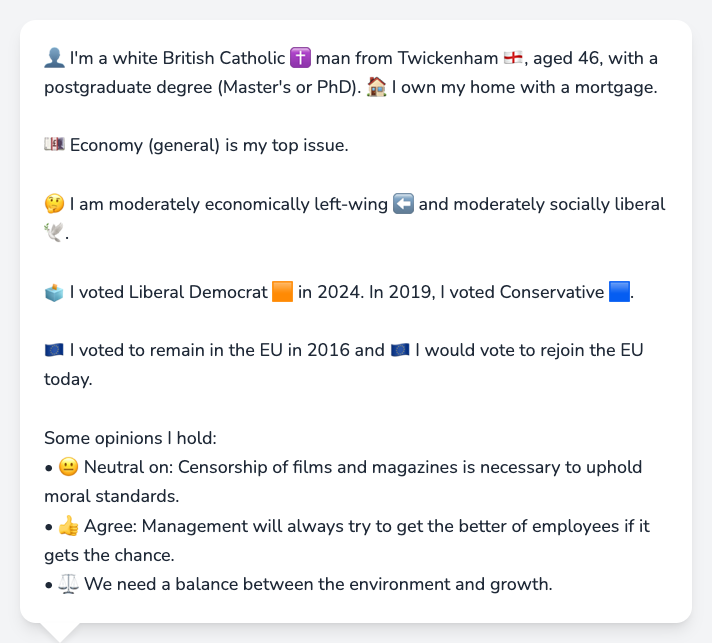 👤 I'm a white British Catholic ✝️ man from Twickenham 🏴󠁧󠁢󠁥󠁮󠁧󠁿, aged 46, with a
postgraduate degree (Master's or PhD). 🏠 I own my home with a mortgage.
💷 Economy (general) is my top issue.
🤔 I am moderately economically left-wing ⬅️ and moderately socially liberal
🕊️.
🗳️ I voted Liberal Democrat 🟧 in 2024. In 2019, I voted Conservative 🟦.
🇪🇺 I voted to remain in the EU in 2016 and 🇪🇺 I would vote to rejoin the EU
today.
Some opinions I hold:
• 😐 Neutral on: Censorship of films and magazines is necessary to uphold
moral standards.
• 👍 Agree: Management will always try to get the better of employees if it
gets the chance.
• ⚖️ We need a balance between the environment and growth.